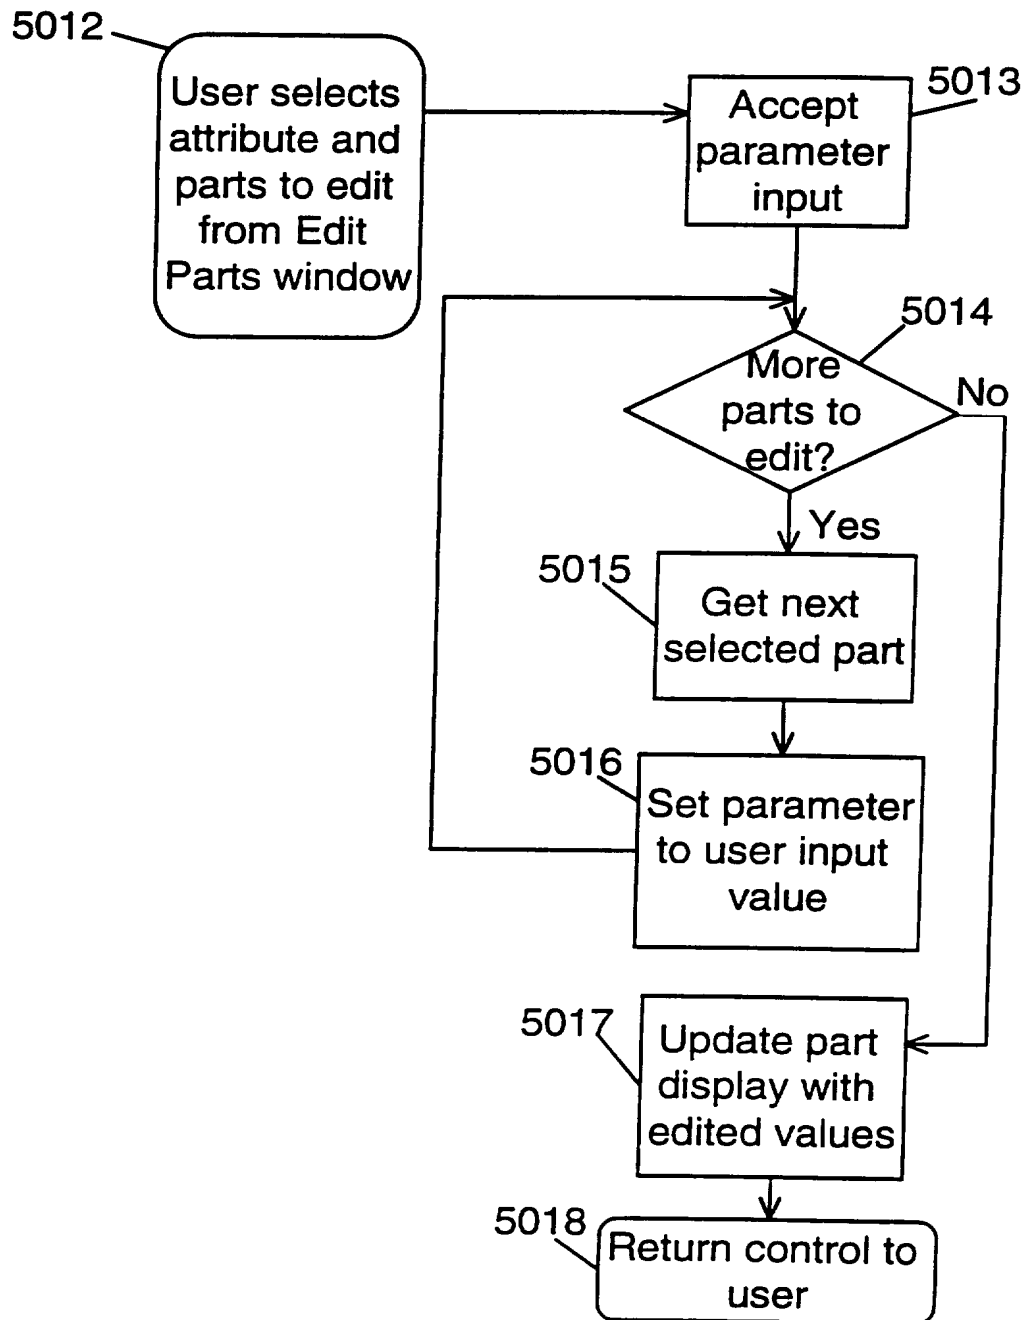 5012
User selects
attribute and
parts to edit
from Edit
Parts window
5013
Accept
parameter
input
5014
More
parts to
edit?
No
Yes
5015
Get next
selected part
5016
Set parameter
to user input
value
5017
Update part
display with
edited values
5018
Return control to
user